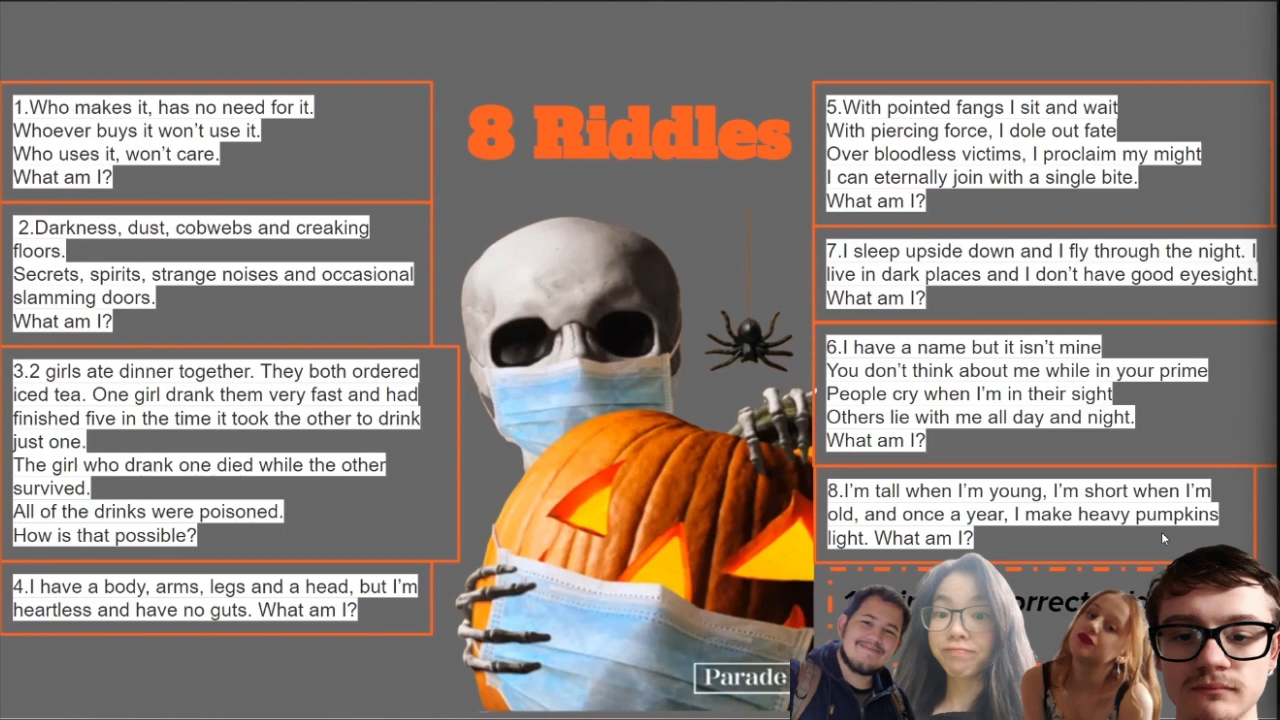 8 Riddles
1.Who makes it, has no need for it.
Whoever buys it won’t use it.
Who uses it, won’t care.
What am I?
2.Darkness, dust, cobwebs and creaking
floors.
Secrets, spirits, strange noises and occasional
slamming doors.
What am I?
3.2 girls ate dinner together. They both ordered
iced tea. One girl drank them very fast and had
finished five in the time it took the other to drink
just one.
The girl who drank one died while the other
survived.
All of the drinks were poisoned.
How is that possible?
4.I have a body, arms, legs and a head, but I’m
heartless and have no guts. What am I?
5.With pointed fangs I sit and wait
With piercing force, I dole out fate
Over bloodless victims, I proclaim my might
I can eternally join with a single bite.
What am I?
7.I sleep upside down and I fly through the night. I
live in dark places and I don’t have good eyesight.
What am I?
6.I have a name but it isn’t mine
You don’t think about me while in your prime
People cry when I’m in their sight
Others lie with me all day and night.
What am I?
8.I’m tall when I’m young, I’m short when I’m
old, and once a year, I make heavy pumpkins
light. What am I?
Parade